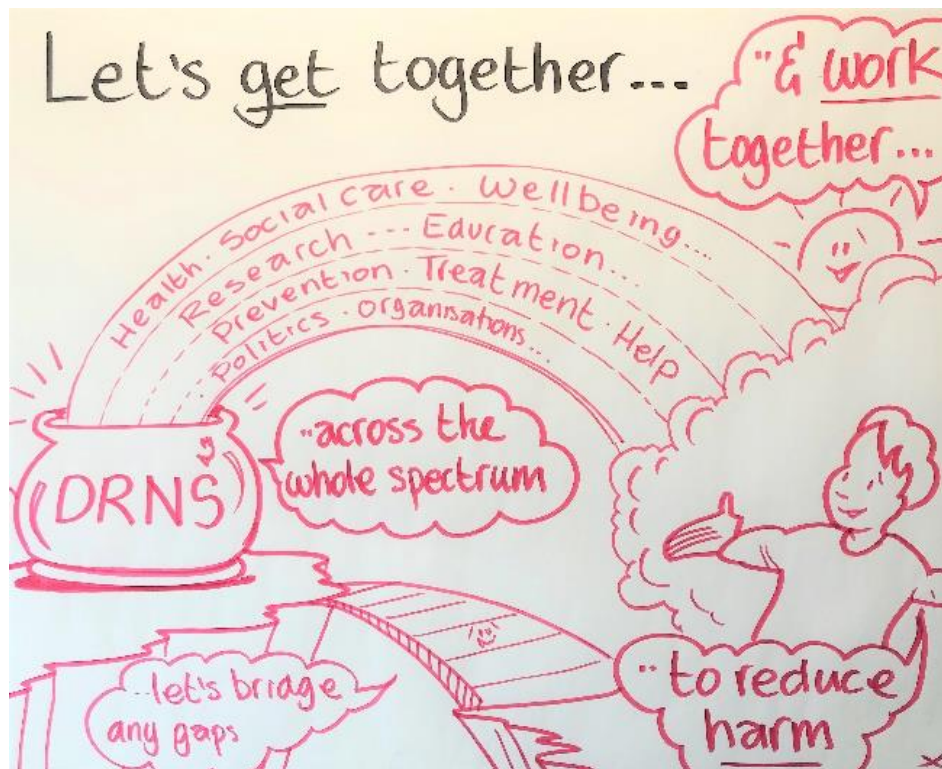 Let's get together...
"& work
together...
Health · Social care · Wellbeing...
Research --- Education...
Prevention · Treatment · Help
...Politics · Organisations...
DRNS
"across the
whole spectrum
...let's bridge
any gaps
"to reduce
harm
x